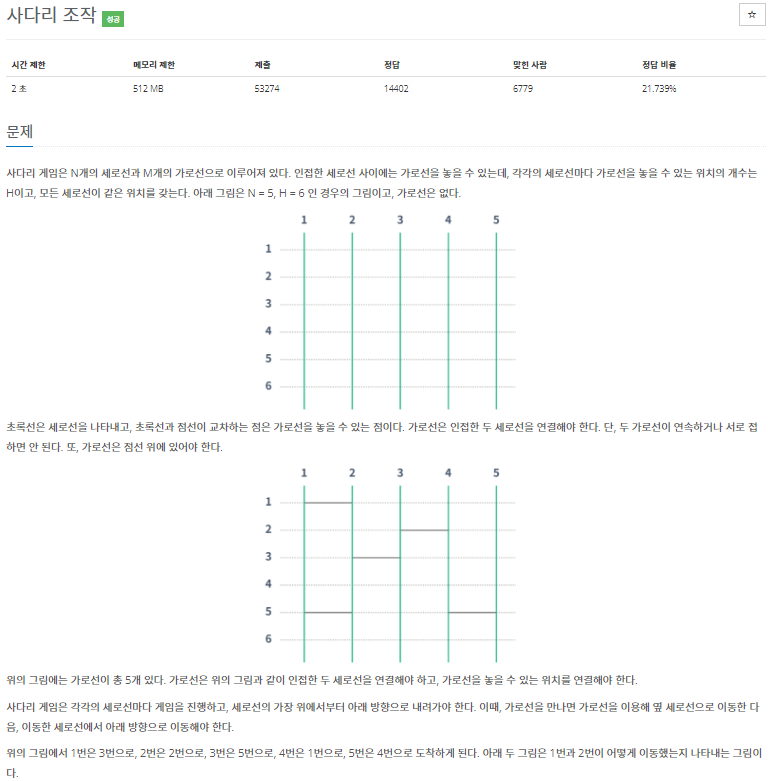 사다리 조작 성공
☆
시간 제한 메모리 제한 제출 정답 맞힌 사람 정답 비율
2 초 512 MB 53274 14402 6779 21.739%
문제
사다리 게임은 N개의 세로선과 M개의 가로선으로 이루어져 있다. 인접한 세로선 사이에는 가로선을 놓을 수 있는데, 각각의 세로선마다 가로선을 놓을 수 있는 위치의 개수는
H이고, 모든 세로선이 같은 위치를 갖는다. 아래 그림은 N = 5, H = 6 인 경우의 그림이고, 가로선은 없다.
1 2 3 4 5
1
2
3
4
5
6
초록선은 세로선을 나타내고, 초록선과 점선이 교차하는 점은 가로선을 놓을 수 있는 점이다. 가로선은 인접한 두 세로선을 연결해야 한다. 단, 두 가로선이 연속하거나 서로 접
하면 안 된다. 또, 가로선은 점선 위에 있어야 한다.
1 2 3 4 5
1
2
3
4
5
6
위의 그림에는 가로선이 총 5개 있다. 가로선은 위의 그림과 같이 인접한 두 세로선을 연결해야 하고, 가로선을 놓을 수 있는 위치를 연결해야 한다.
사다리 게임은 각각의 세로선마다 게임을 진행하고, 세로선의 가장 위에서부터 아래 방향으로 내려가야 한다. 이때, 가로선을 만나면 가로선을 이용해 옆 세로선으로 이동한 다
음, 이동한 세로선에서 아래 방향으로 이동해야 한다.
위의 그림에서 1번은 3번으로, 2번은 2번으로, 3번은 5번으로, 4번은 1번으로, 5번은 4번으로 도착하게 된다. 아래 두 그림은 1번과 2번이 어떻게 이동했는지 나타내는 그림이
다.